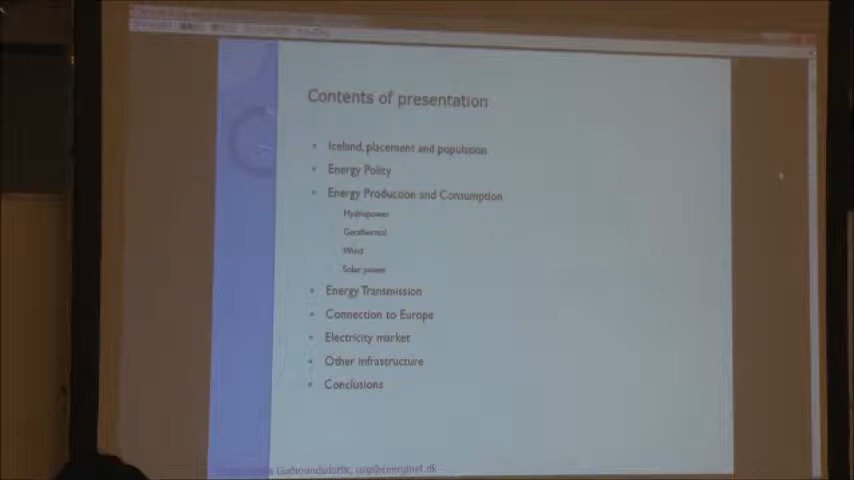 Contents of presentation
Iceland, placement and population
Energy Policy
Energy Production and Consumption
Hydropower
Geothermal
Wind
Solar power
Energy Transmission
Connection to Europe
Electricity market
Other infrastructure
Conclusions